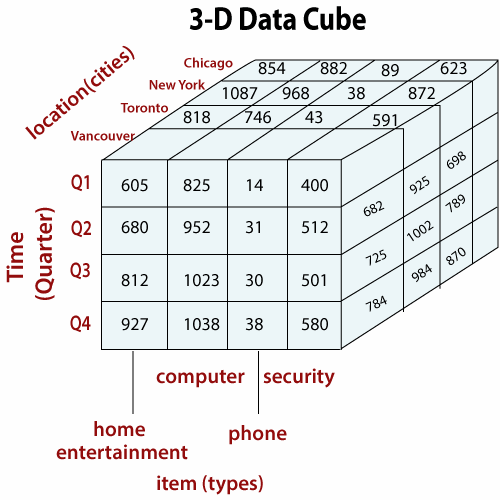 3-D Data Cube
location(cities)
Chicago 854 882 89 623
New York 1087 968 38 872
Toronto 818 746 43 591
Vancouver
Time
(Quarter)
Q1 605 825 14 400
Q2 680 952 31 512
Q3 812 1023 30 501
Q4 927 1038 38 580
682 925 698
725 1002 789
784 984 870
computer security
home
entertainment
phone
item (types)